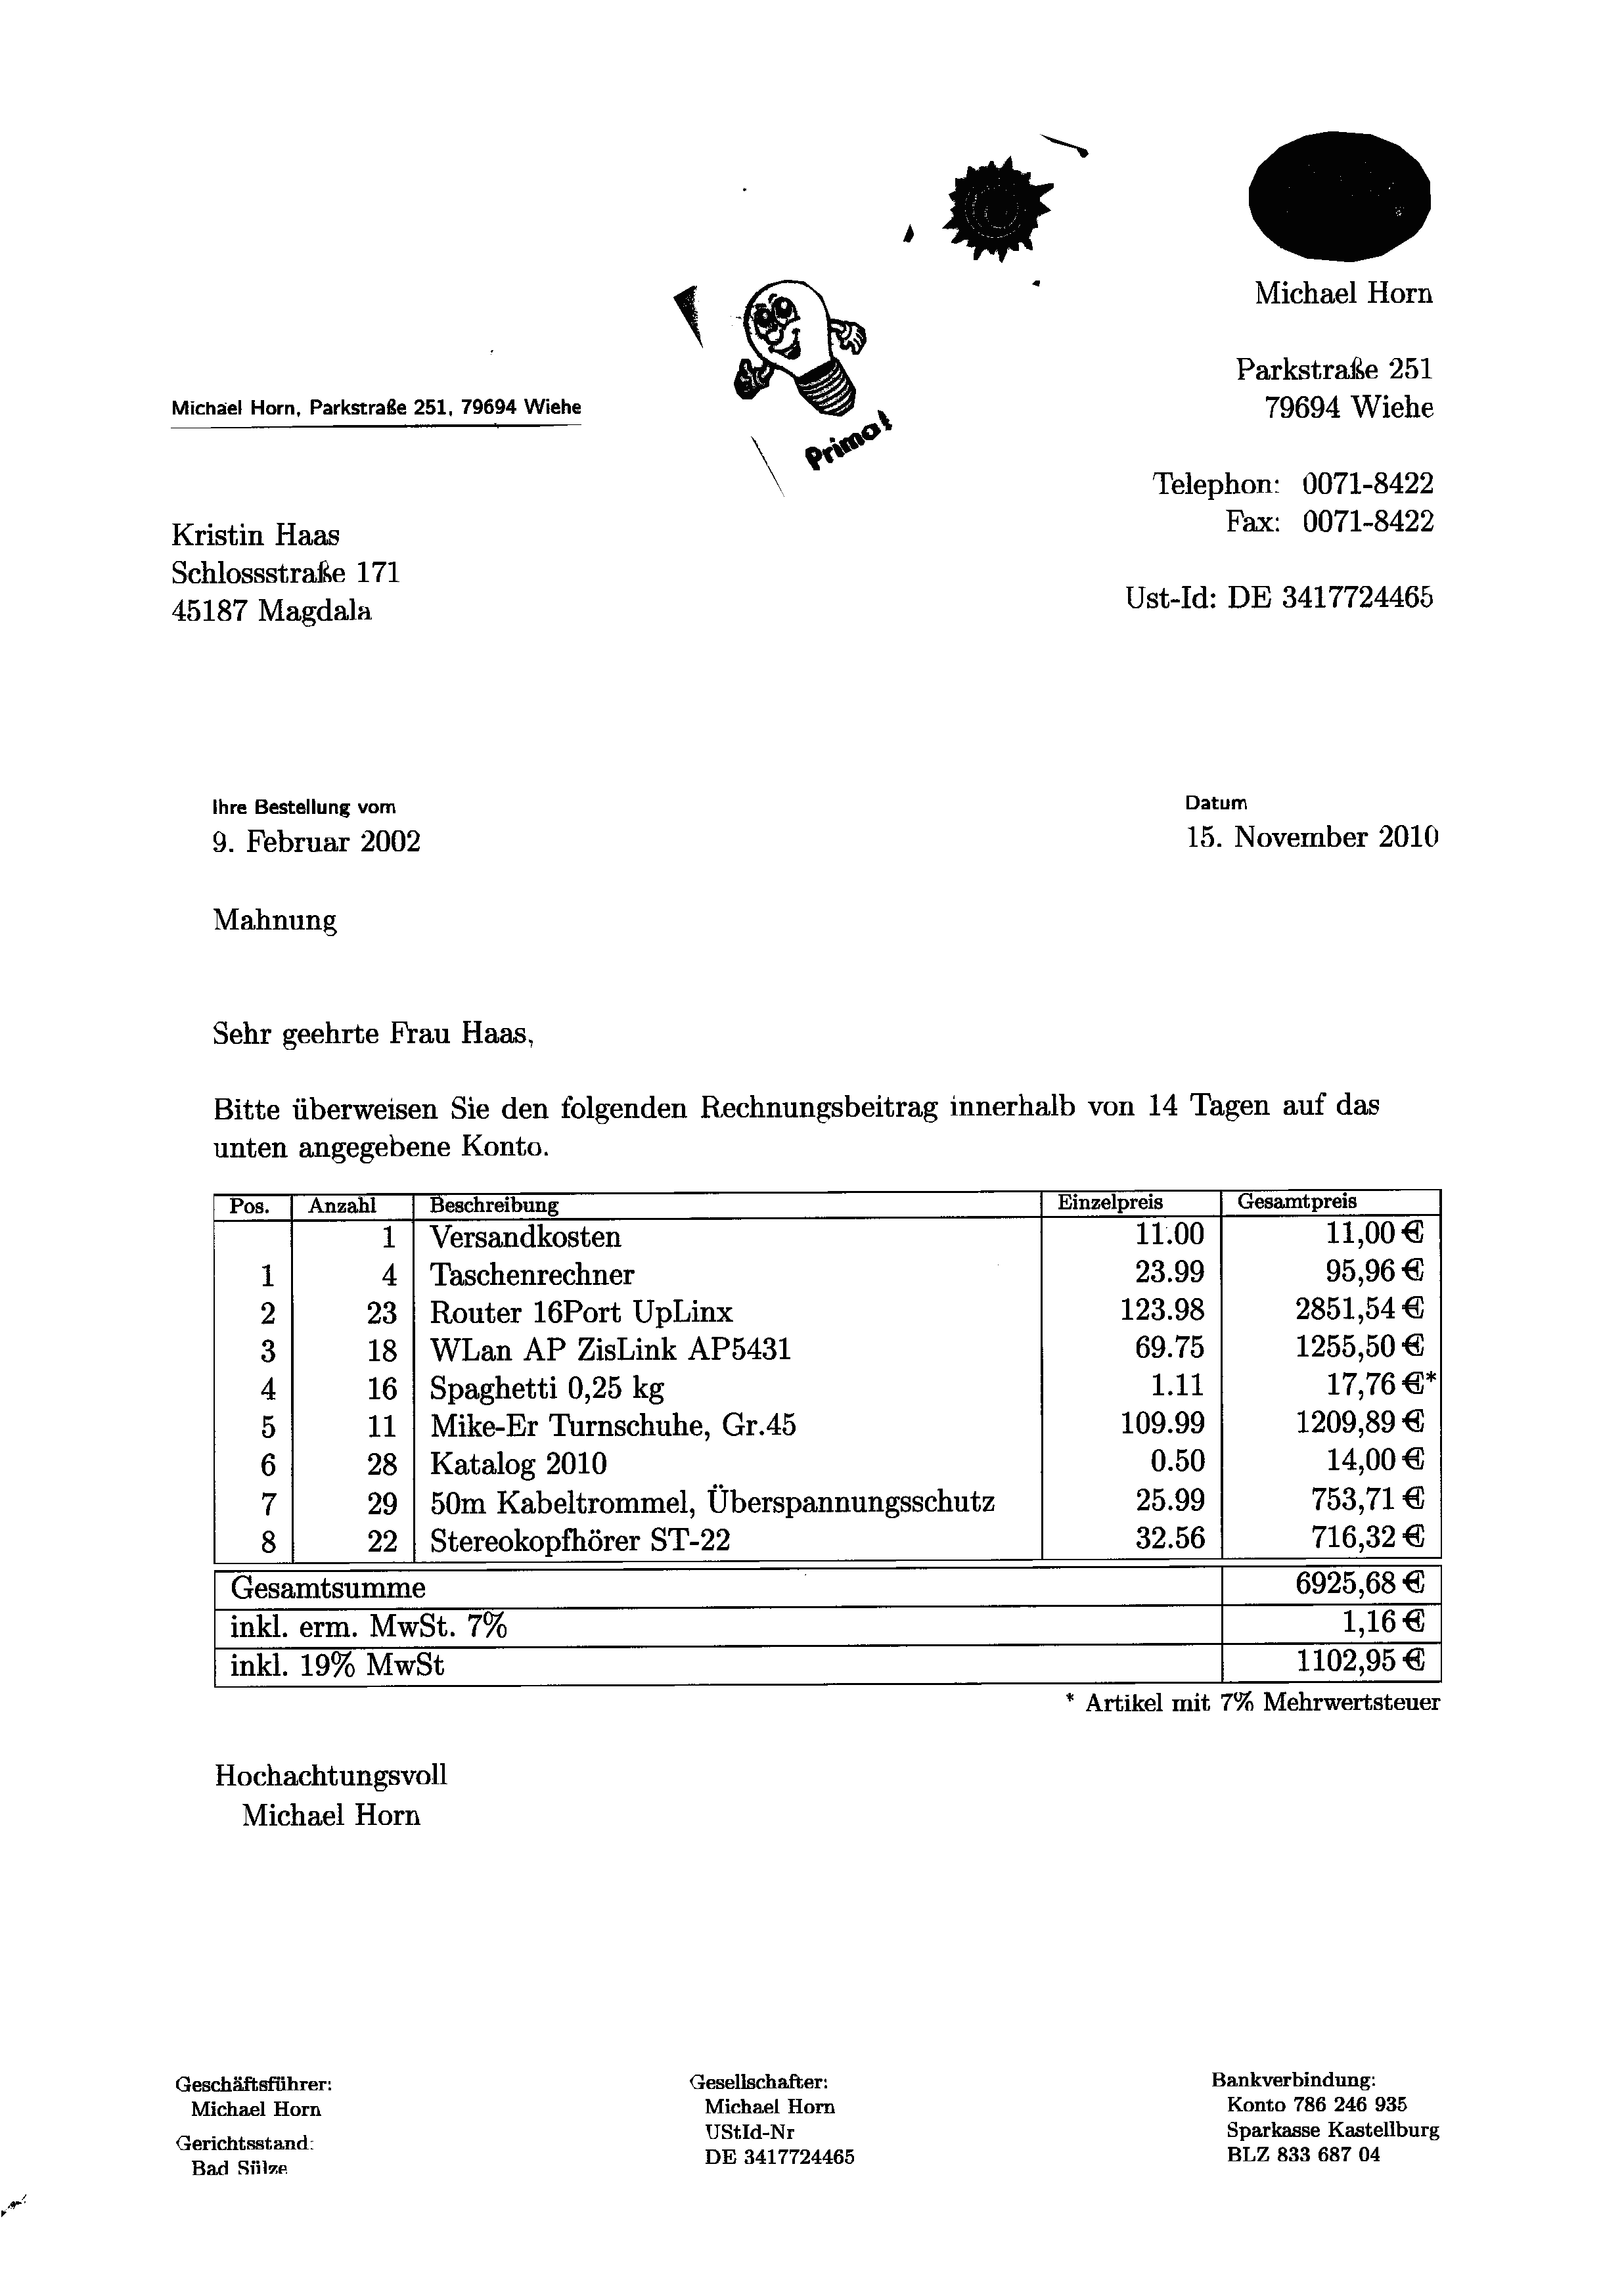 Michael Horn
Parkstraße 251
79694 Wiehe
Michael Horn, Parkstraße 251, 79694 Wiehe
Prima!
Telephon: 0071-8422
Fax: 0071-8422
Kristin Haas
Schlossstraße 171
45187 Magdala
Ust-Id: DE 3417724465
Ihre Bestellung vom
9. Februar 2002
Datum
15. November 2010
Mahnung
Sehr geehrte Frau Haas,
Bitte überweisen Sie den folgenden Rechnungsbeitrag innerhalb von 14 Tagen auf das
unten angegebene Konto.
Pos. Anzahl Beschreibung Einzelpreis Gesamtpreis
1 Versandkosten 11.00 11,00 €
1 4 Taschenrechner 23.99 95,96 €
2 23 Router 16Port UpLinx 123.98 2851,54 €
3 18 WLan AP ZisLink AP5431 69.75 1255,50 €
4 16 Spaghetti 0,25 kg 1.11 17,76 €*
5 11 Mike-Er Turnschuhe, Gr.45 109.99 1209,89 €
6 28 Katalog 2010 0.50 14,00 €
7 29 50m Kabeltrommel, Überspannungsschutz 25.99 753,71 €
8 22 Stereokopfhörer ST-22 32.56 716,32 €
Gesamtsumme 6925,68 €
inkl. erm. MwSt. 7% 1,16 €
inkl. 19% MwSt 1102,95 €
* Artikel mit 7% Mehrwertsteuer
Hochachtungsvoll
Michael Horn
Geschäftsführer:
Michael Horn
Gerichtsstand:
Bad Sülze
Gesellschafter:
Michael Horn
UStId-Nr
DE 3417724465
Bankverbindung:
Konto 786 246 935
Sparkasse Kastellburg
BLZ 833 687 04